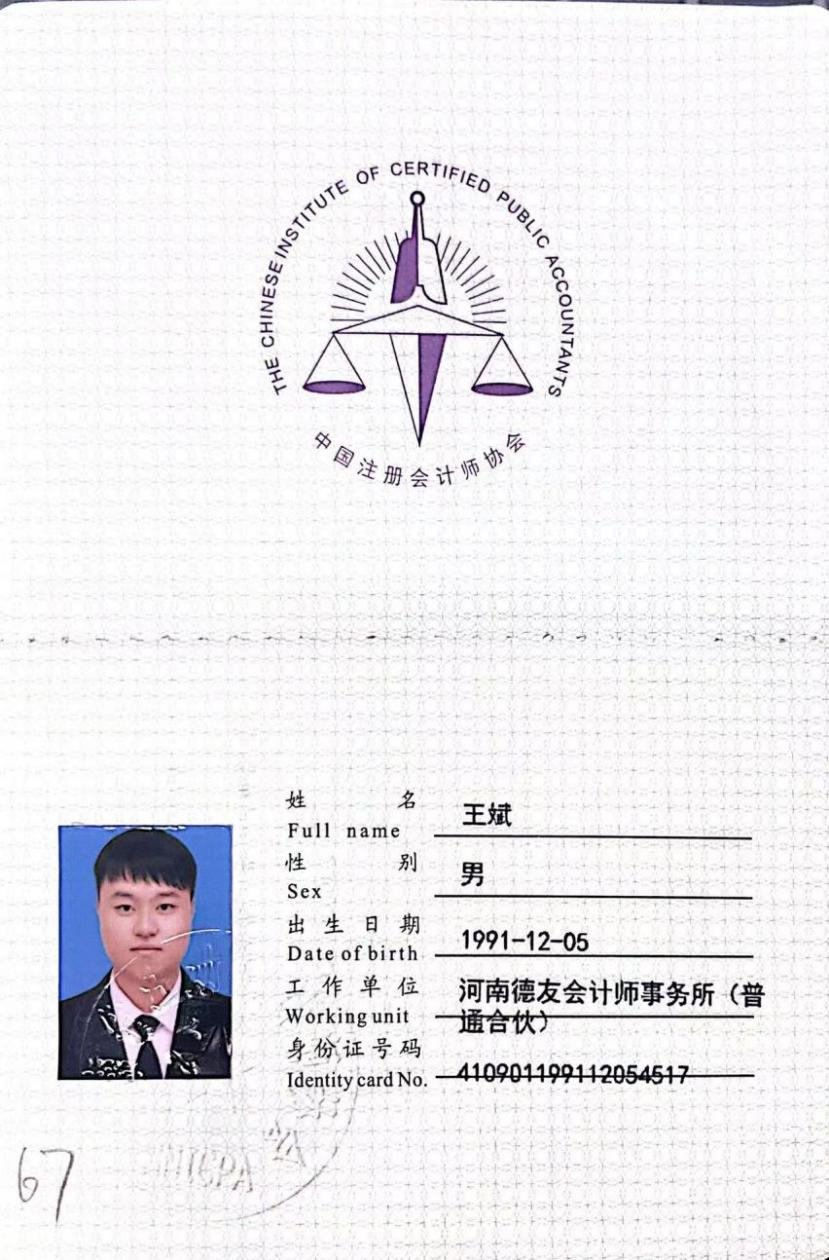 THE CHINESE INSTITUTE OF CERTIFIED PUBLIC ACCOUNTANTS
中国注册会计师协会
姓名 王斌
Full name
性别 男
Sex
出生日期 1991-12-05
Date of birth
工作单位 河南德友会计师事务所（普
Working unit 通合伙）
身份证号码
Identity card No. 410901199112054517
67